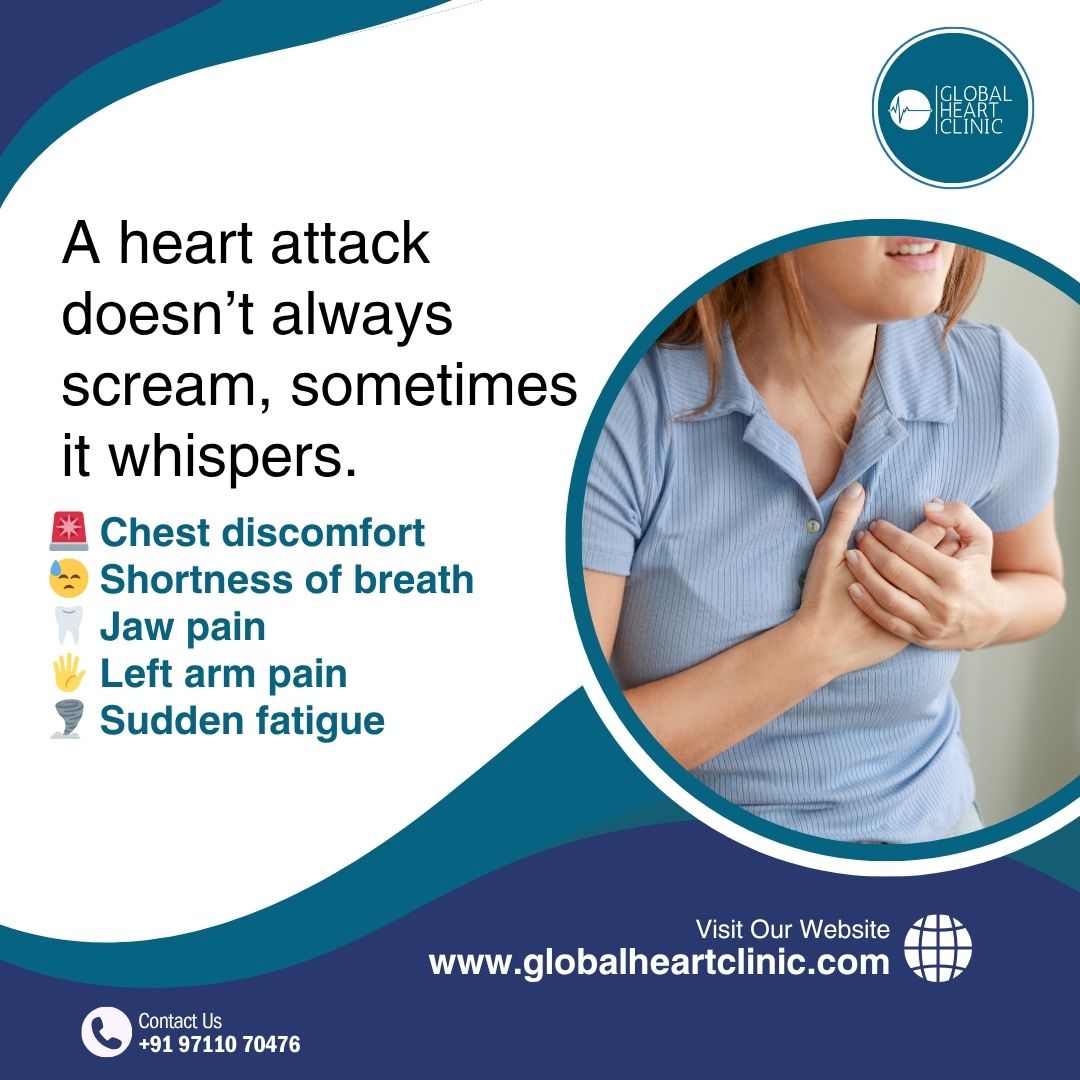 GLOBAL
HEART
CLINIC
A heart attack
doesn’t always
scream, sometimes
it whispers.
Chest discomfort
Shortness of breath
Jaw pain
Left arm pain
Sudden fatigue
Visit Our Website
www.globalheartclinic.com
Contact Us
+91 97110 70476